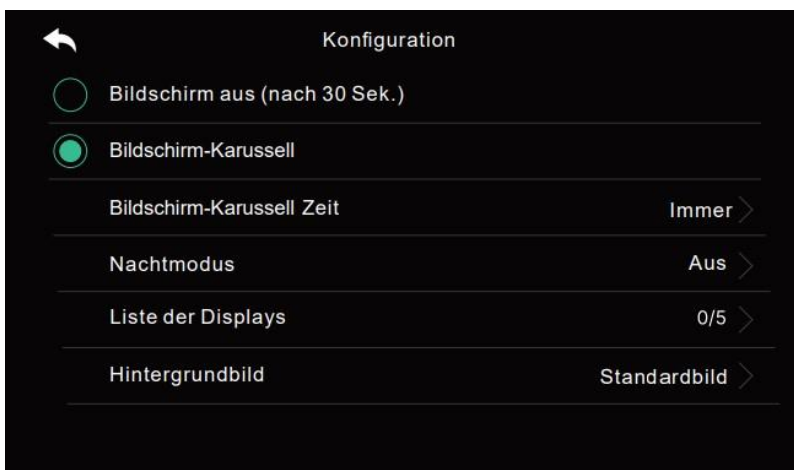 Konfiguration
Bildschirm aus (nach 30 Sek.)
Bildschirm-Karussell
Bildschirm-Karussell Zeit Immer
Nachtmodus Aus
Liste der Displays 0/5
Hintergrundbild Standardbild